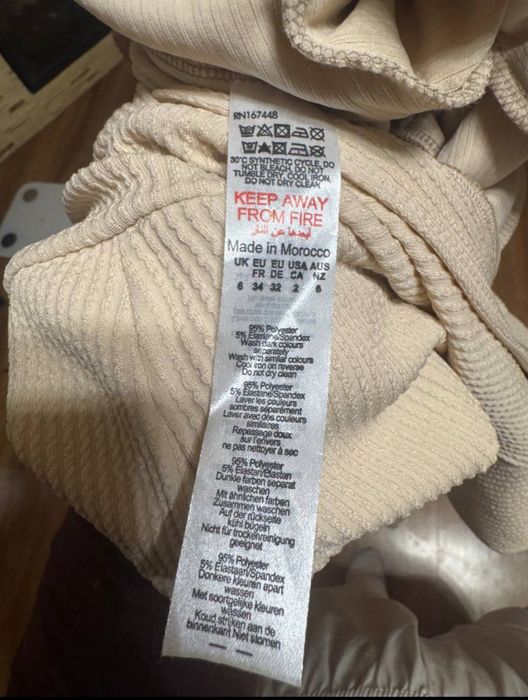 RN167448
30°C SYNTHETIC CYCLE, DO
NOT BLEACH, DO NOT
TUMBLE DRY, COOL IRON,
DO NOT DRY CLEAN
KEEP AWAY
FROM FIRE
أبعدها عن النار
Made in Morocco
UK EU EU USA AUS
FR DE CA NZ
6 34 32 2 6
95% Polyester
5% Elastane/Spandex
Wash dark colours
separately
Wash with similar colours
Cool iron on reverse
Do not dry clean
95% Polyester
5% Elastane/Spandex
Laver les couleurs
sombres séparément
Laver avec des couleurs
similaires
Repassage doux
sur l'envers
ne pas nettoyer à sec
95% Polyester
5% Elastan/Elastan
Dunkle farben separat
waschen
Mit ähnlichen farben
Zusammen waschen
Auf der rückseite
kühl bügeln
Nicht für trockenreinigung
geeignet
95% Polyester
5% Elastaan/Spandex
Donkere kleuren apart
wassen
Met soortgelijke kleuren
wassen
Koud strijken aan de
binnenkant Niet stomen